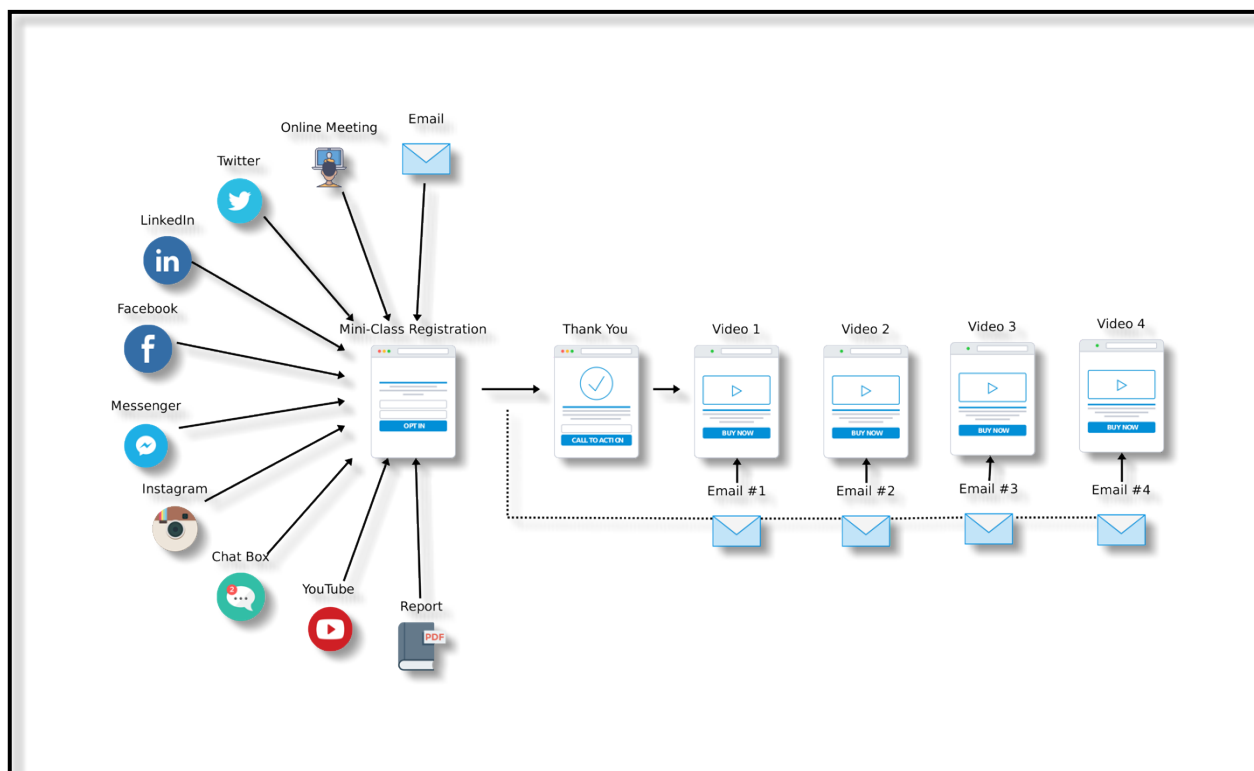 Email
Online Meeting
Twitter
LinkedIn
in
Facebook
f
Messenger
Instagram
Chat Box
2
YouTube
Report
PDF
Mini-Class Registration
OPT IN
Thank You
CALL TO ACTION
Video 1
BUY NOW
Video 2
BUY NOW
Video 3
BUY NOW
Video 4
BUY NOW
Email #1
Email #2
Email #3
Email #4